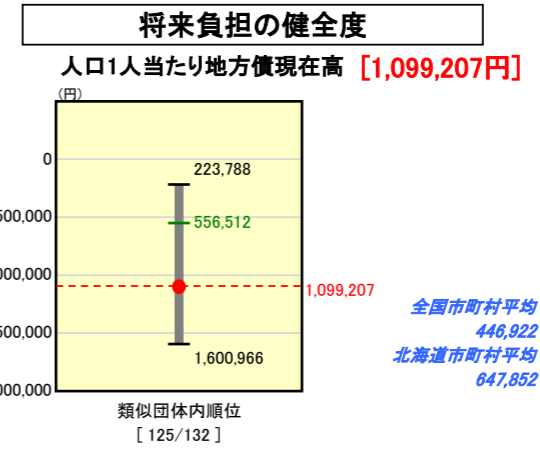 将来負担の健全度
人口1人当たり地方債現在高 [1,099,207円]
(円)
0
223,788
500,000
556,512
000,000
1,099,207
500,000
1,600,966
000,000
全国市町村平均
446,922
北海道市町村平均
647,852
類似団体内順位
[ 125/132 ]